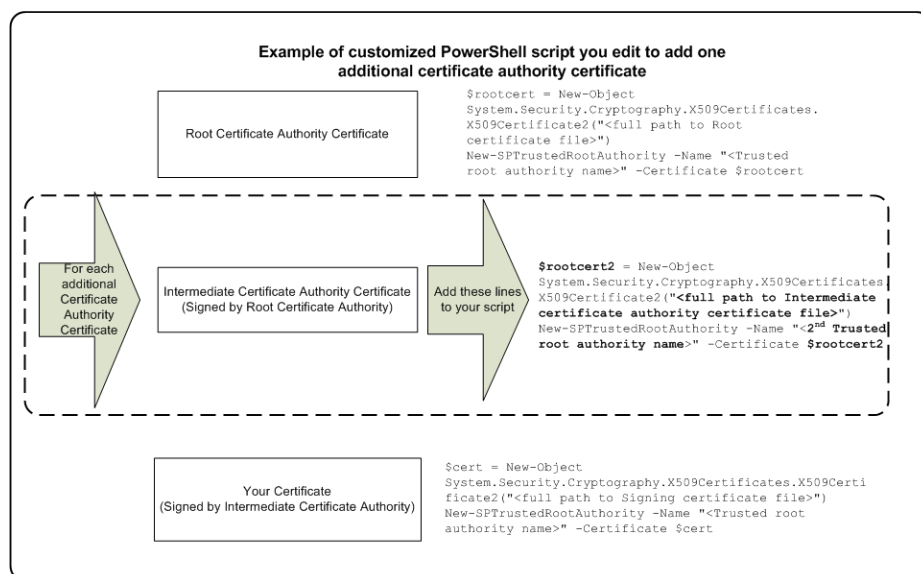 Example of customized PowerShell script you edit to add one
additional certificate authority certificate
Root Certificate Authority Certificate
$rootcert = New-Object
System.Security.Cryptography.X509Certificates.
X509Certificate2("<full path to Root
certificate file>")
New-SPTrustedRootAuthority -Name "<Trusted
root authority name>" -Certificate $rootcert
For each
additional
Certificate
Authority
Certificate
Intermediate Certificate Authority Certificate
(Signed by Root Certificate Authority)
Add these lines
to your script
$rootcert2 = New-Object
System.Security.Cryptography.X509Certificates.
X509Certificate2("<full path to Intermediate
certificate authority certificate file>")
New-SPTrustedRootAuthority -Name "<2nd Trusted
root authority name>" -Certificate $rootcert2
Your Certificate
(Signed by Intermediate Certificate Authority)
$cert = New-Object
System.Security.Cryptography.X509Certificates.X509Certi
ficate2("<full path to Signing certificate file>")
New-SPTrustedRootAuthority -Name "<Trusted root
authority name>" -Certificate $cert